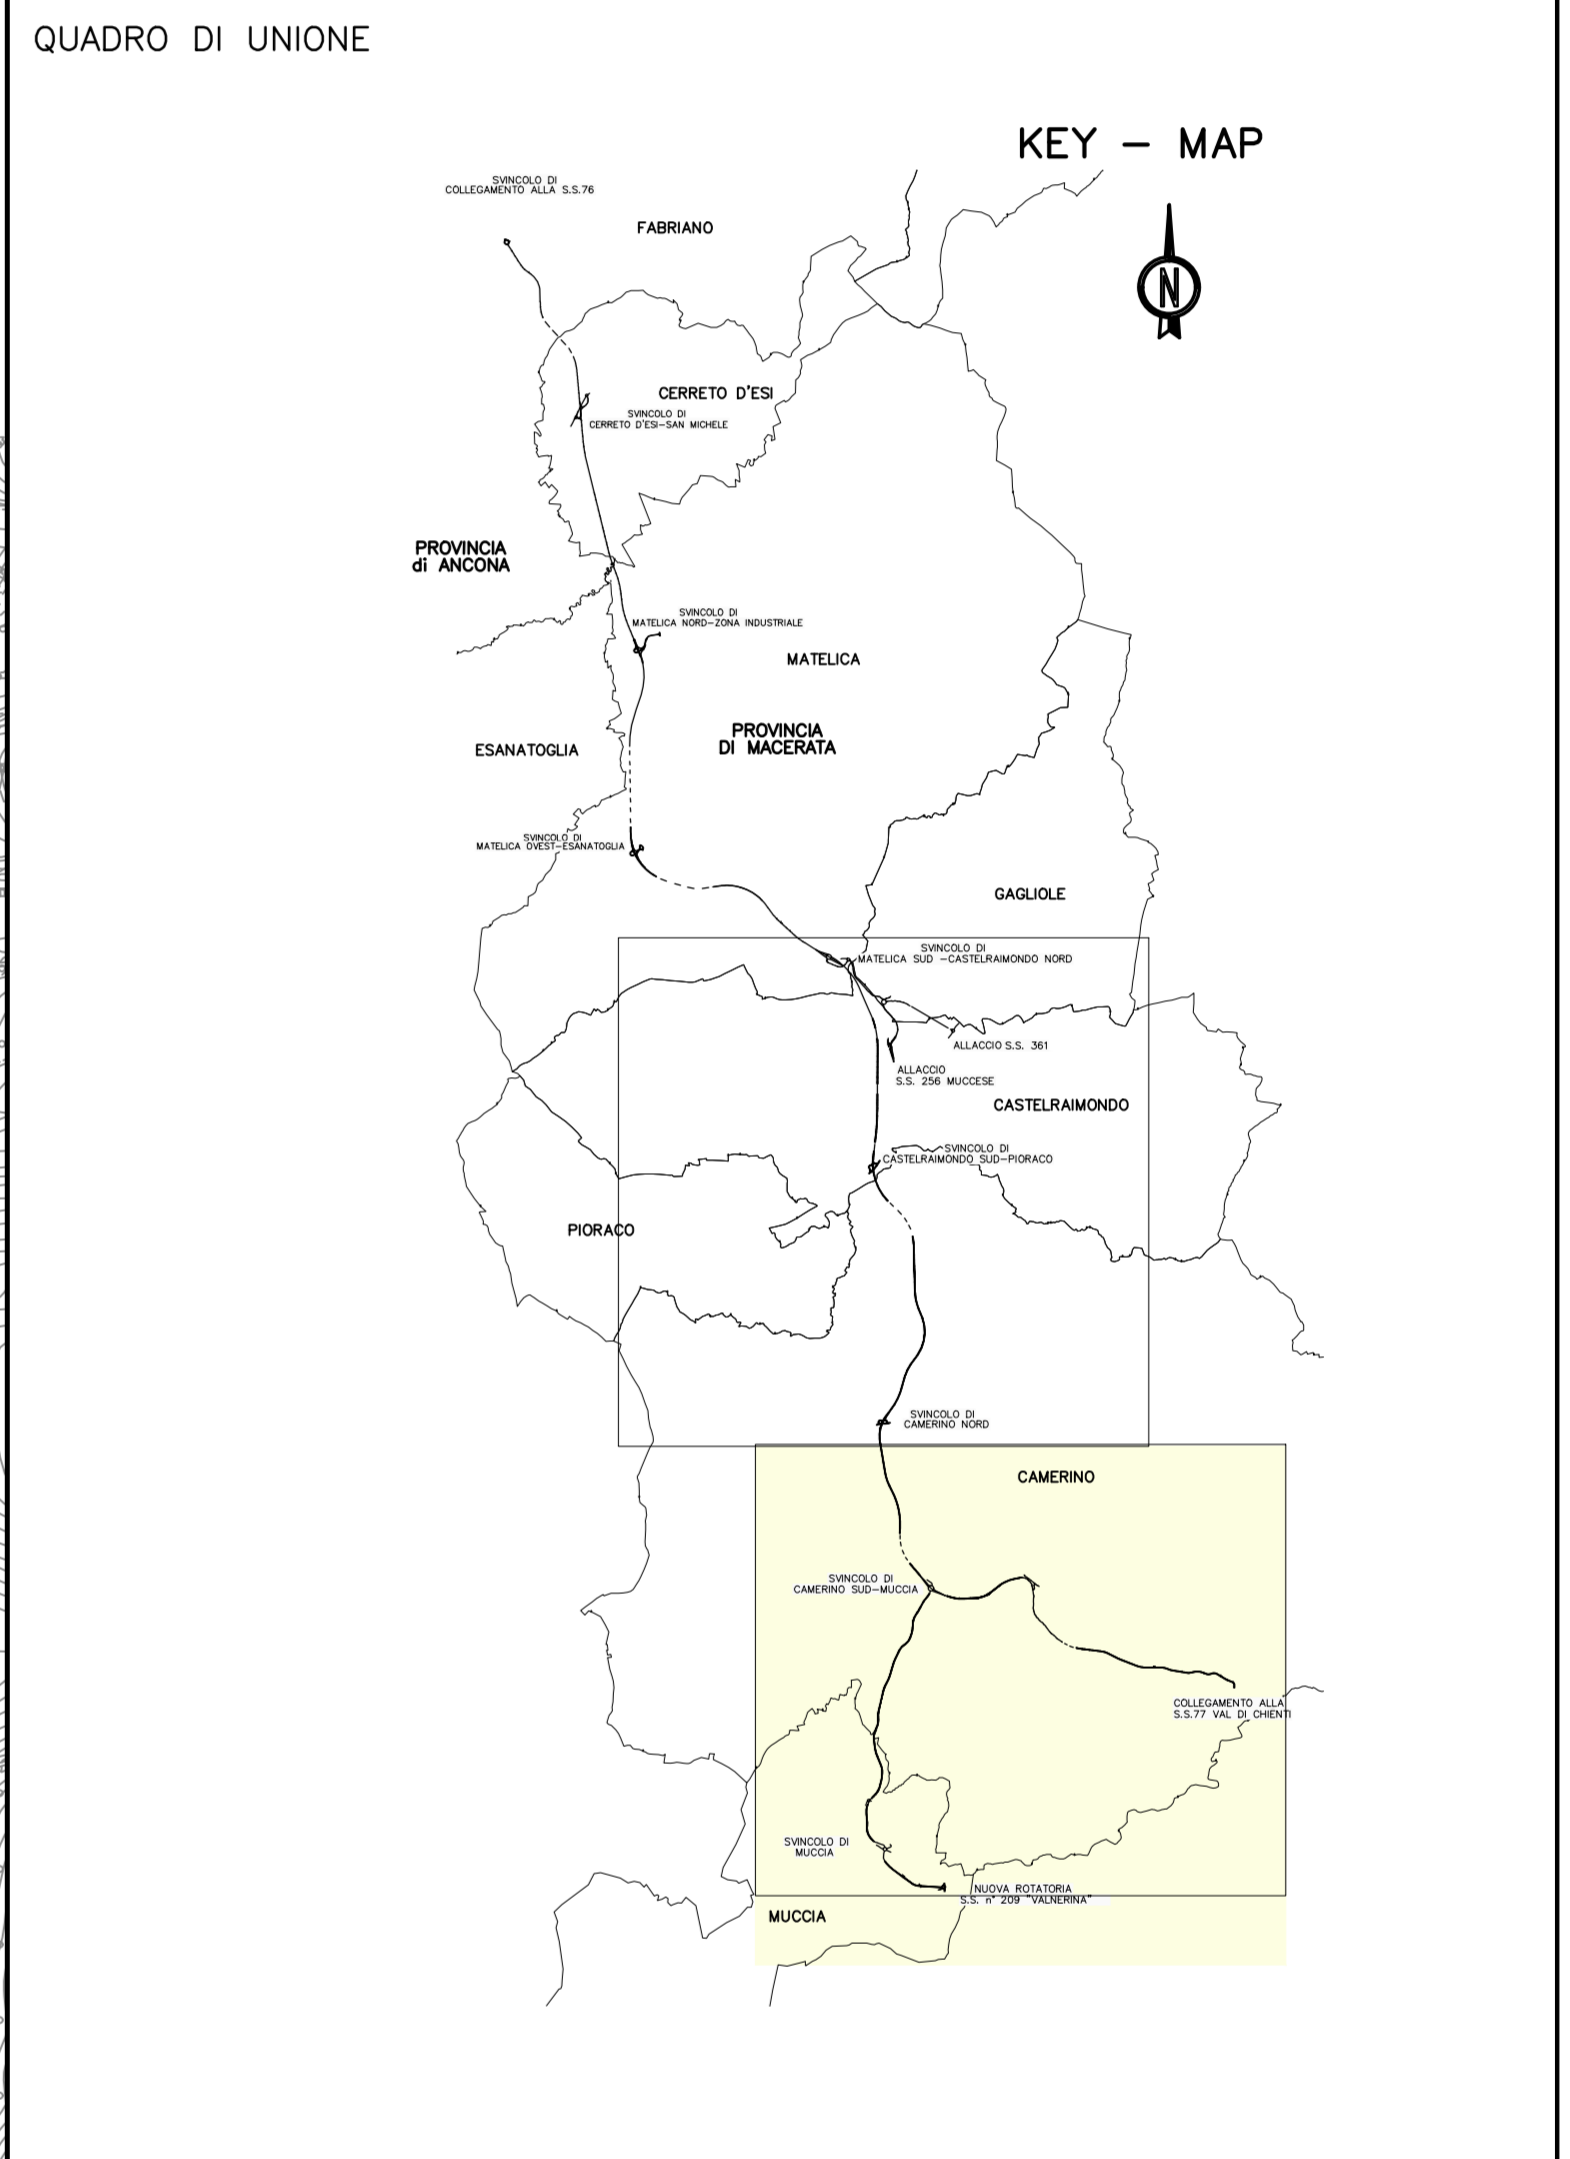 QUADRO DI UNIONE
KEY - MAP
SVINCOLO DI
COLLEGAMENTO ALLA S.S.76
FABRIANO
N
CERRETO D'ESI
SVINCOLO DI
CERRETO D'ESI-SAN MICHELE
PROVINCIA
di ANCONA
SVINCOLO DI
MATELICA NORD-ZONA INDUSTRIALE
MATELICA
PROVINCIA
DI MACERATA
ESANATOGLIA
SVINCOLO DI
MATELICA OVEST-ESANATOGLIA
GAGLIOLE
SVINCOLO DI
MATELICA SUD -CASTELRAIMONDO NORD
ALLACCIO S.S. 361
ALLACCIO
S.S. 256 MUCCESE
CASTELRAIMONDO
SVINCOLO DI
CASTELRAIMONDO SUD-PIORACO
PIORACO
SVINCOLO DI
CAMERINO NORD
CAMERINO
SVINCOLO DI
CAMERINO SUD-MUCCIA
COLLEGAMENTO ALLA
S.S.77 VAL DI CHIENTI
SVINCOLO DI
MUCCIA
NUOVA ROTATORIA
S.S. n° 209 "VALNERINA"
MUCCIA